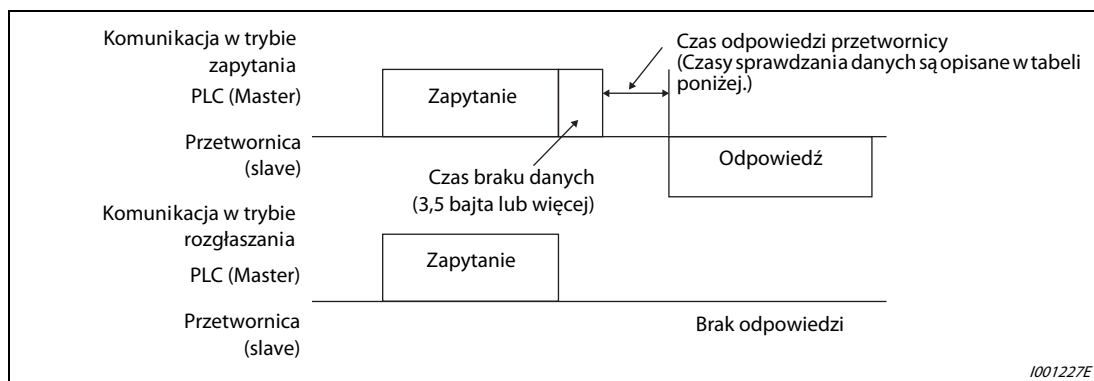 Komunikacja w trybie
zapytania
PLC (Master)
Zapytanie
Czas odpowiedzi przetwornicy
(Czasy sprawdzania danych są opisane w tabeli
poniżej.)
Przetwornica
(slave)
Odpowiedź
Czas braku danych
(3,5 bajta lub więcej)
Komunikacja w trybie
rozgłaszania
PLC (Master)
Zapytanie
Przetwornica
(slave)
Brak odpowiedzi
I001227E